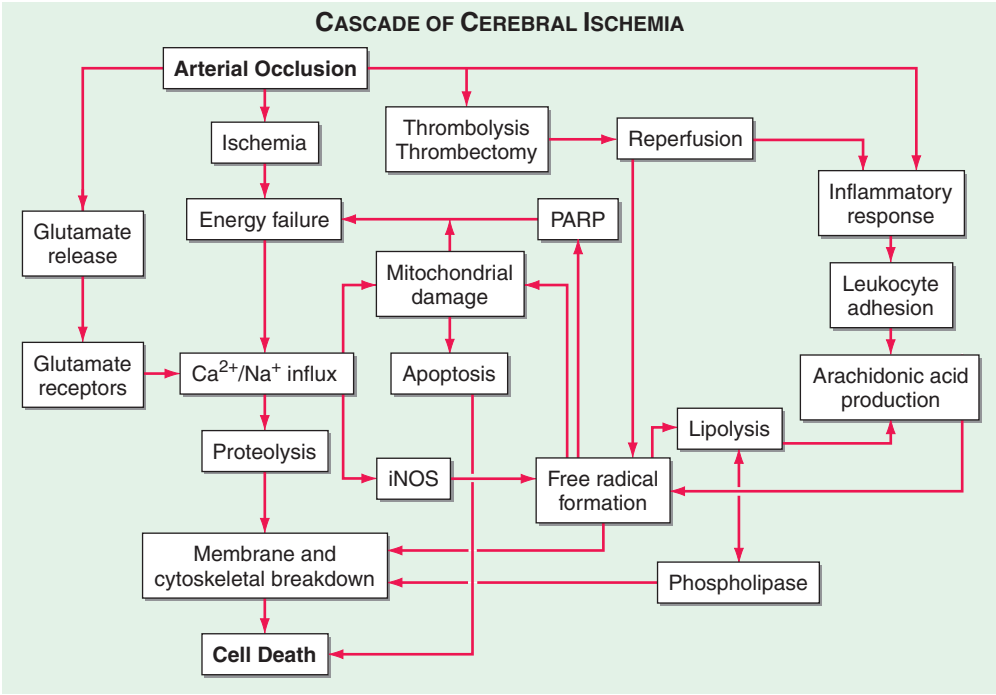 CASCADE OF CEREBRAL ISCHEMIA
Arterial Occlusion
Thrombolysis
Thrombectomy
Reperfusion
Ischemia
Inflammatory
response
Energy failure
PARP
Glutamate
release
Mitochondrial
damage
Leukocyte
adhesion
Glutamate
receptors
Ca²⁺/Na⁺ influx
Apoptosis
Arachidonic acid
production
Lipolysis
Proteolysis
iNOS
Free radical
formation
Membrane and
cytoskeletal breakdown
Phospholipase
Cell Death